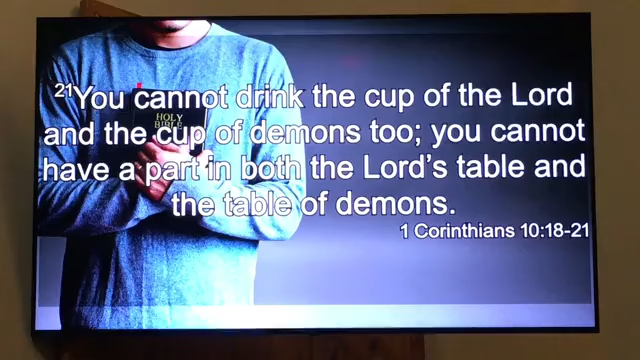 ²¹You cannot drink the cup of the Lord
and the cup of demons too; you cannot
have a part in both the Lord's table and
the table of demons.
1 Corinthians 10:18-21
HOLY
BIBLE